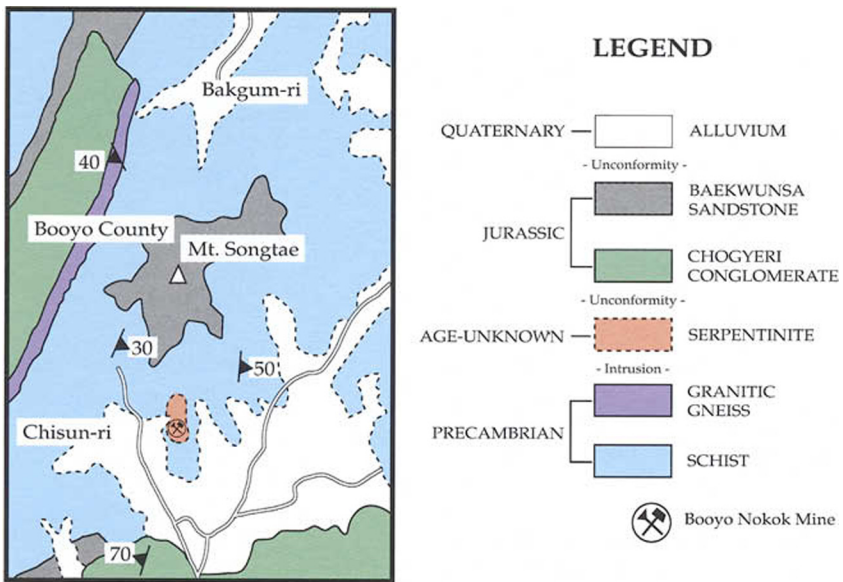 Bakgum-ri
40
Booyo County
Mt. Songtae
30
50
Chisun-ri
70
LEGEND
QUATERNARY
ALLUVIUM
- Unconformity-
JURASSIC
BAEKWUNSA
SANDSTONE
CHOGYERI
CONGLOMERATE
- Unconformity-
AGE-UNKNOWN
SERPENTINITE
- Intrusion -
PRECAMBRIAN
GRANITIC
GNEISS
SCHIST
Booyo Nokok Mine